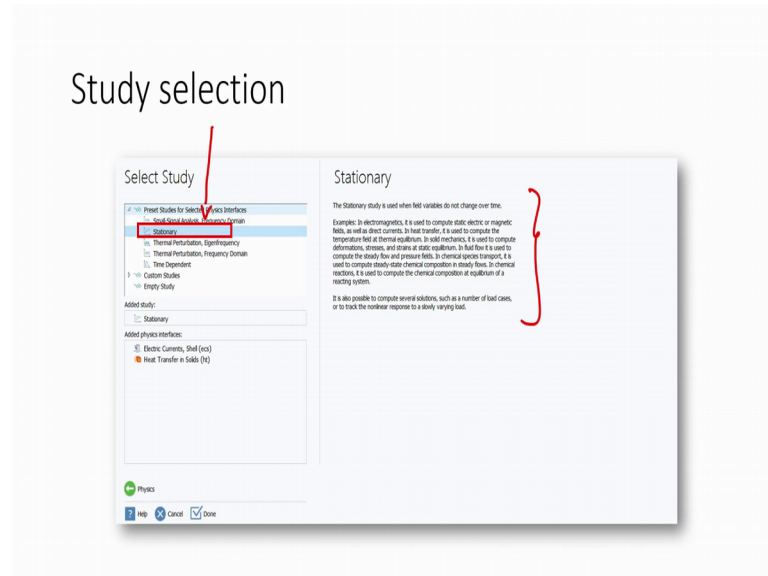 Study selection
Select Study
Preset Studies for Selected Physics Interfaces
Small-Signal Analysis, Frequency Domain
Stationary
Thermal Perturbation, Eigenfrequency
Thermal Perturbation, Frequency Domain
Time Dependent
Custom Studies
Empty Study
Added study:
Stationary
Added physics interfaces:
Electric Currents, Shell (ecs)
Heat Transfer in Solids (ht)
Physics
? Help
Cancel
Done
Stationary
The Stationary study is used when field variables do not change over time.
Examples: In electromagnetics, it is used to compute static electric or magnetic
fields, as well as direct currents. In heat transfer, it is used to compute the
temperature field at thermal equilibrium. In solid mechanics, it is used to compute
deformations, stresses, and strains at static equilibrium. In fluid flow it is used to
compute the steady flow and pressure fields. In chemical species transport, it is
used to compute steady-state chemical composition in steady flows. In chemical
reactions, it is used to compute the chemical composition at equilibrium of a
reacting system.
It is also possible to compute several solutions, such as a number of load cases,
or to track the nonlinear response to a slowly varying load.